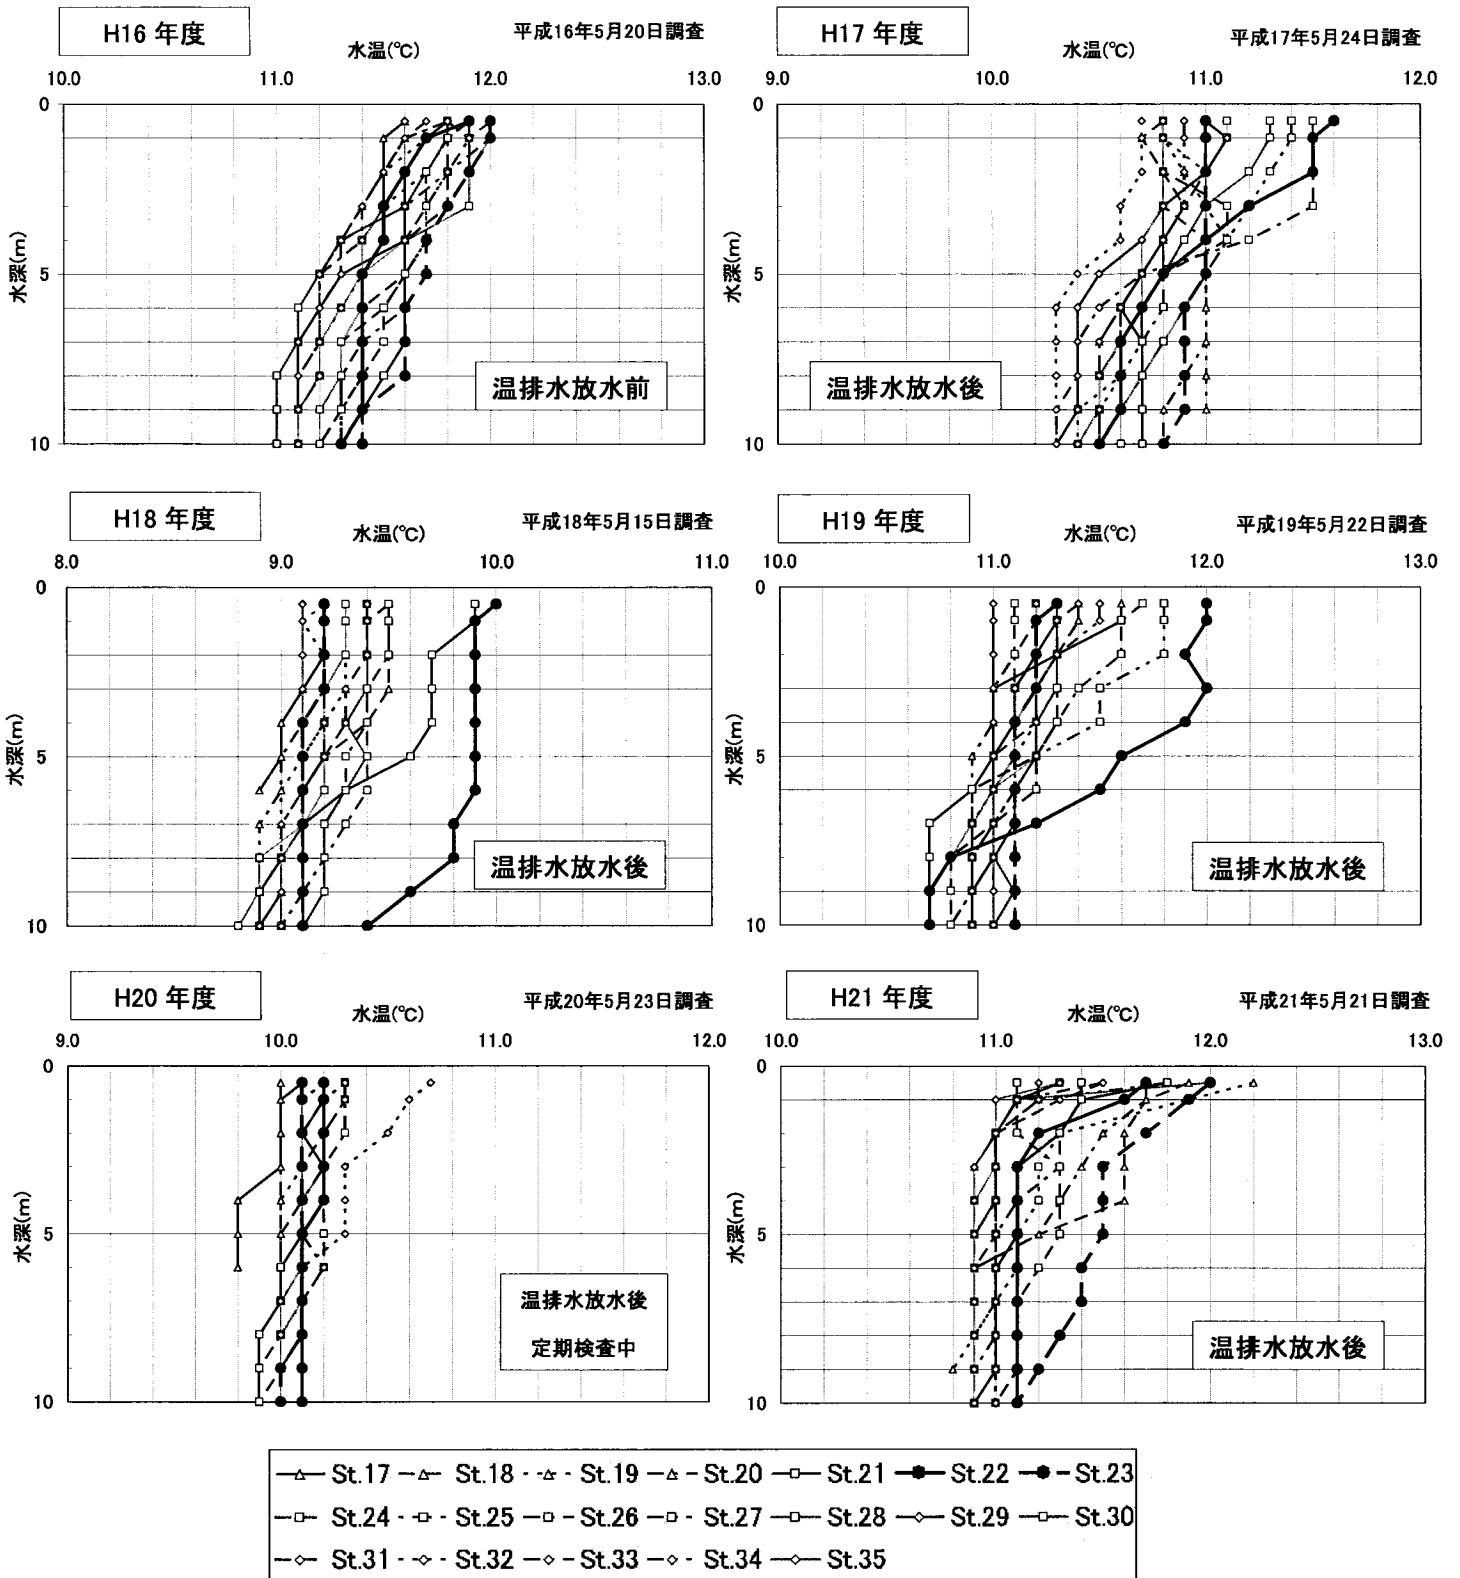 H16 年度
水温(℃)
平成16年5月20日調査
10.0 11.0 12.0 13.0
0
5
10
水深(m)
温排水放水前
H17 年度
水温(℃)
平成17年5月24日調査
9.0 10.0 11.0 12.0
0
5
10
水深(m)
温排水放水後
H18 年度
水温(℃)
平成18年5月15日調査
8.0 9.0 10.0 11.0
0
5
10
水深(m)
温排水放水後
H19 年度
水温(℃)
平成19年5月22日調査
10.0 11.0 12.0 13.0
0
5
10
水深(m)
温排水放水後
H20 年度
水温(℃)
平成20年5月23日調査
9.0 10.0 11.0 12.0
0
5
10
水深(m)
温排水放水後
定期検査中
H21 年度
水温(℃)
平成21年5月21日調査
10.0 11.0 12.0 13.0
0
5
10
水深(m)
温排水放水後
St.17 St.18 St.19 St.20 St.21 St.22 St.23
St.24 St.25 St.26 St.27 St.28 St.29 St.30
St.31 St.32 St.33 St.34 St.35